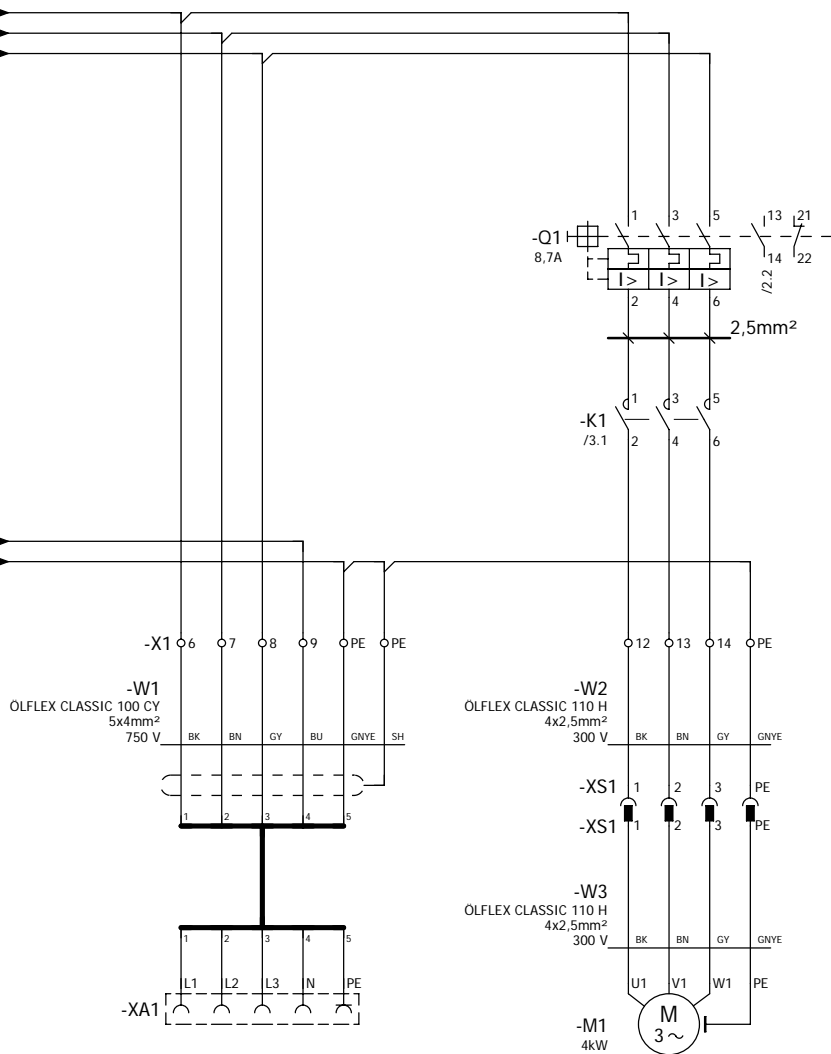 1 3 5 13 21
-Q1
8,7A
14 22
/2.2
I> I> I>
2 4 6
2,5mm²
1 3 5
-K1
/3.1
2 4 6
-X1 6 7 8 9 PE PE 12 13 14 PE
-W1
ÖLFLEX CLASSIC 100 CY
5x4mm²
750 V BK BN GY BU GNYE SH
-W2
ÖLFLEX CLASSIC 110 H
4x2,5mm²
300 V BK BN GY GNYE
-XS1 1 2 3 PE
-XS1 1 2 3 PE
1 2 3 4 5
-W3
ÖLFLEX CLASSIC 110 H
4x2,5mm²
300 V BK BN GY GNYE
1 2 3 4 5
L1 L2 L3 N PE
-XA1
U1 V1 W1 PE
M
3~
-M1
4kW